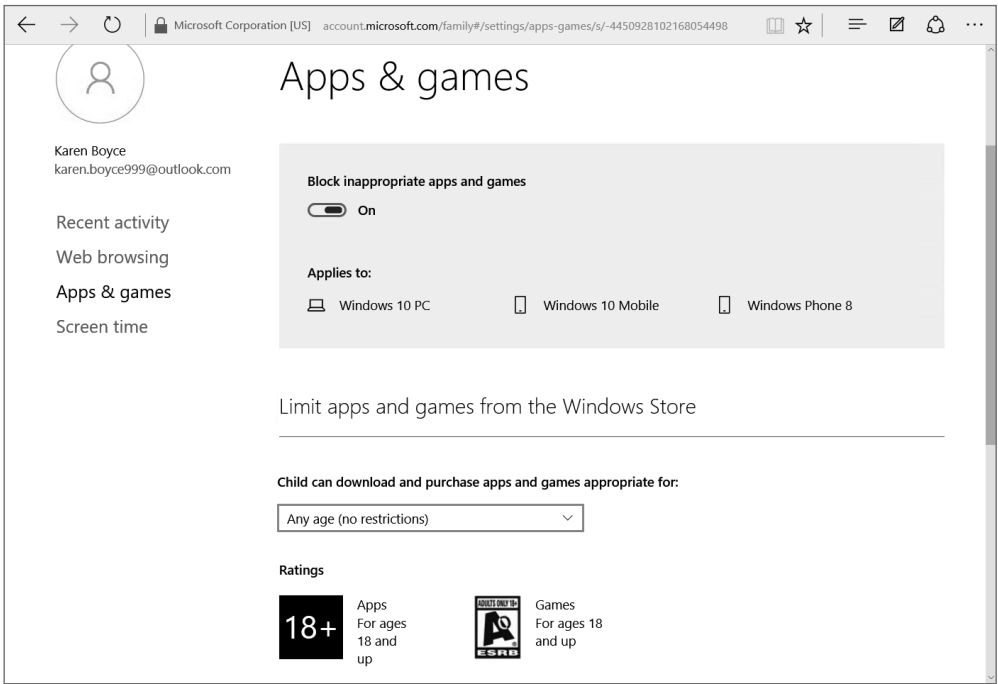 Microsoft Corporation [US] account.microsoft.com/family#/settings/apps-games/s/-4450928102168054498
Apps & games
Karen Boyce
karen.boyce999@outlook.com
Recent activity
Web browsing
Apps & games
Screen time
Block inappropriate apps and games
On
Applies to:
Windows 10 PC
Windows 10 Mobile
Windows Phone 8
Limit apps and games from the Windows Store
Child can download and purchase apps and games appropriate for:
Any age (no restrictions)
Ratings
18+
Apps
For ages
18 and
up
ADULTS ONLY 18+
AO
ESRB
Games
For ages 18
and up